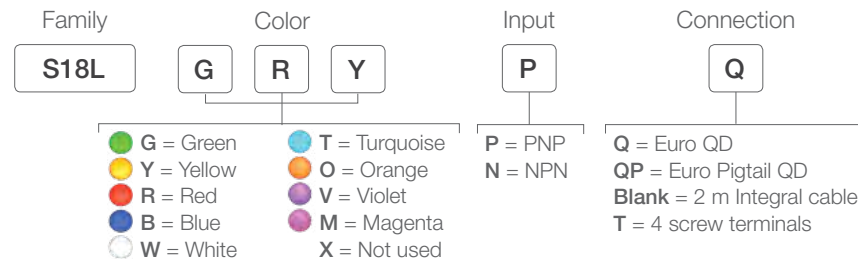 Family Color Input Connection
S18L G R Y P Q
G = Green T = Turquoise P = PNP Q = Euro QD
Y = Yellow O = Orange N = NPN QP = Euro Pigtail QD
R = Red V = Violet Blank = 2 m Integral cable
B = Blue M = Magenta T = 4 screw terminals
W = White X = Not used